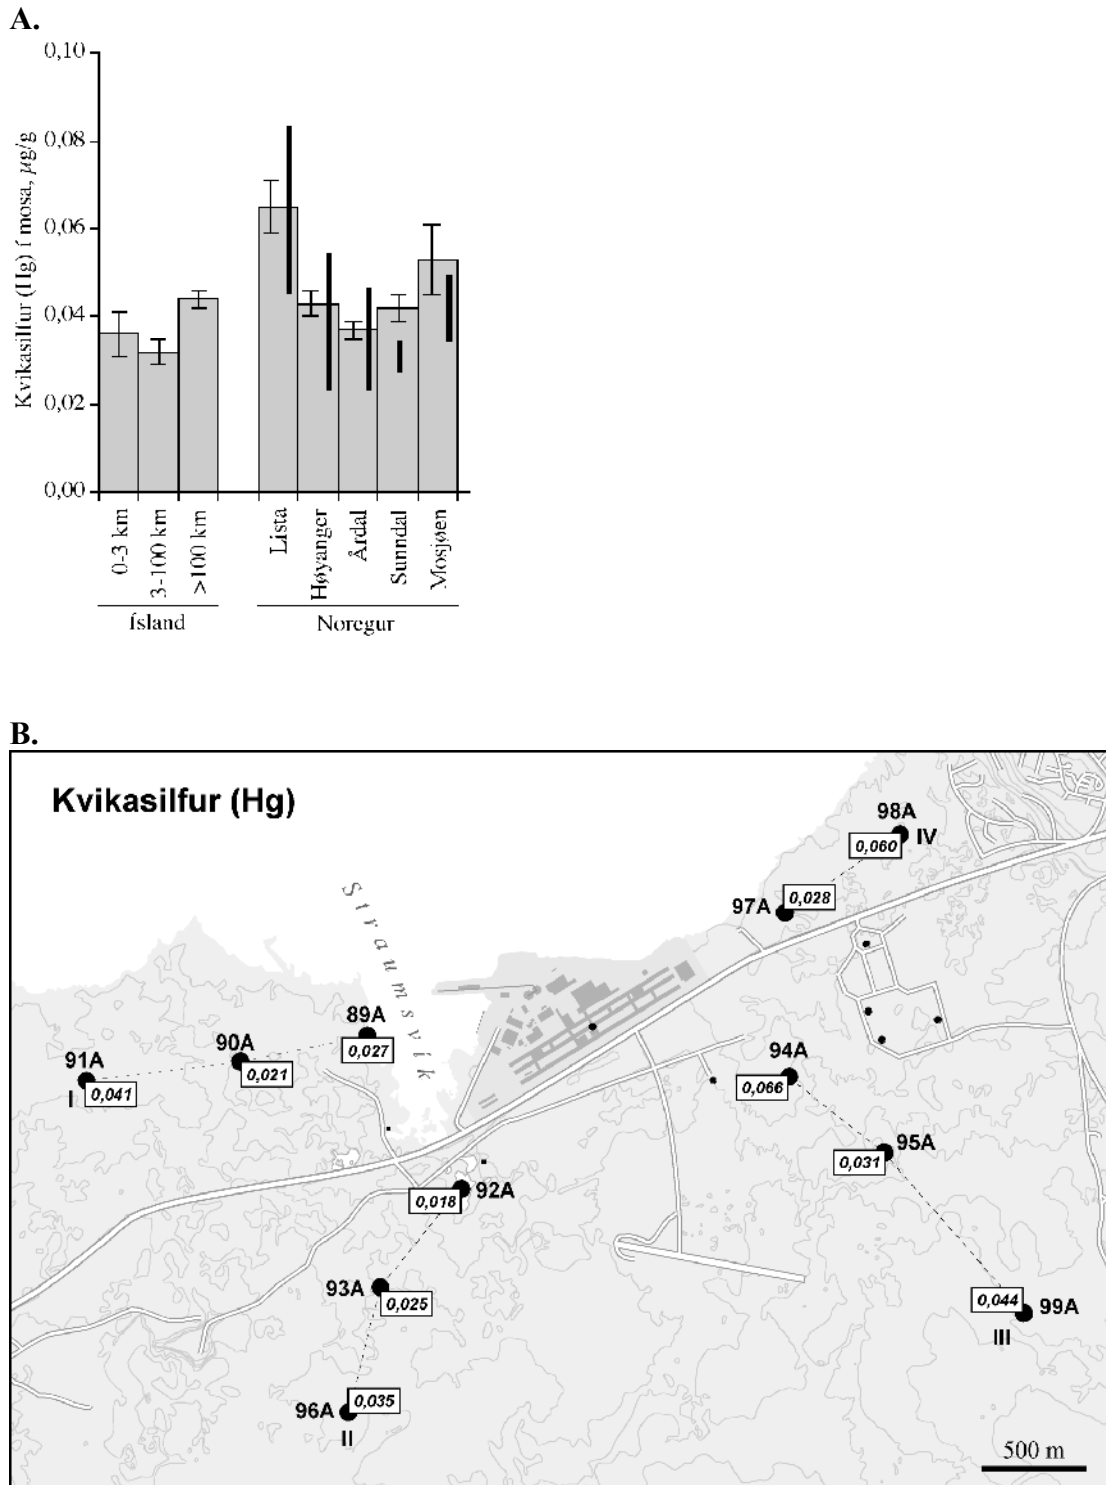 A.
Kvikasilfur (Hg) í mosa, µg/g
0,10
0,08
0,06
0,04
0,02
0,00
0-3 km
3-100 km
>100 km
Lista
Høyanger
Årdal
Sunndal
Mosjøen
Ísland
Noregur
B.
Kvikasilfur (Hg)
Straumsvík
98A
IV
0,060
0,028
97A
89A
0,027
90A
0,021
91A
0,041
I
94A
0,066
95A
0,031
92A
0,018
93A
0,025
0,044
99A
III
96A
0,035
II
500 m